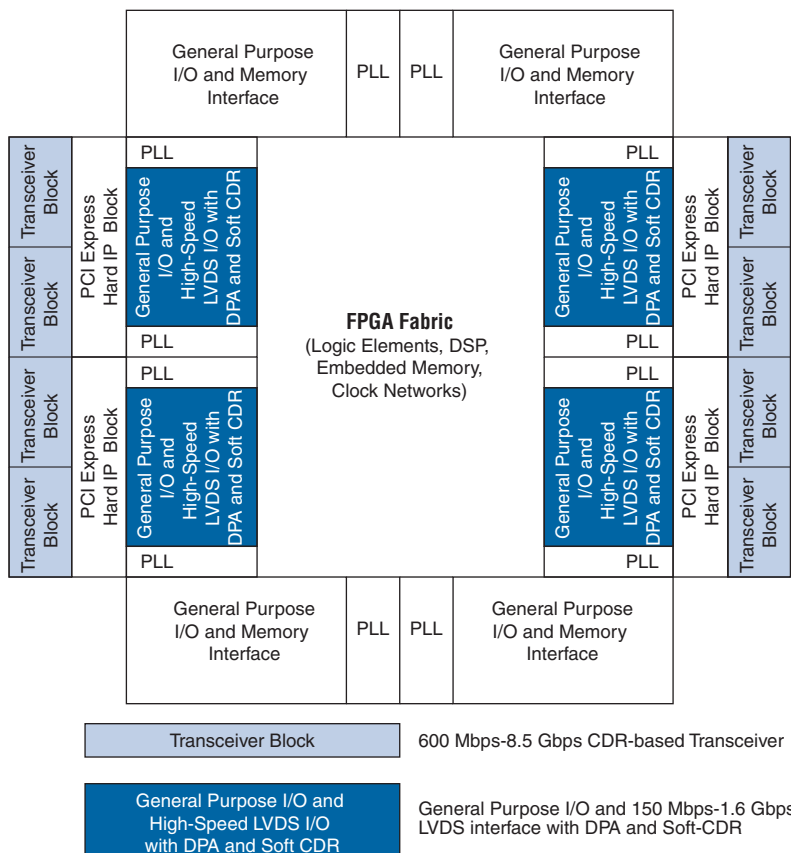 General Purpose
I/O and Memory
Interface
PLL
PLL
General Purpose
I/O and Memory
Interface
Transceiver
Block
Transceiver
Block
PCI Express
Hard IP Block
PLL
General Purpose
I/O and
High-Speed
LVDS I/O with
DPA and Soft CDR
PLL
Transceiver
Block
Transceiver
Block
PCI Express
Hard IP Block
PLL
General Purpose
I/O and
High-Speed
LVDS I/O with
DPA and Soft CDR
PLL
FPGA Fabric
(Logic Elements, DSP,
Embedded Memory,
Clock Networks)
PLL
General Purpose
I/O and
High-Speed
LVDS I/O with
DPA and Soft CDR
PLL
PCI Express
Hard IP Block
Transceiver
Block
Transceiver
Block
PLL
General Purpose
I/O and
High-Speed
LVDS I/O with
DPA and Soft CDR
PLL
PCI Express
Hard IP Block
Transceiver
Block
Transceiver
Block
General Purpose
I/O and Memory
Interface
PLL
PLL
General Purpose
I/O and Memory
Interface
Transceiver Block
600 Mbps-8.5 Gbps CDR-based Transceiver
General Purpose I/O and
High-Speed LVDS I/O
with DPA and Soft CDR
General Purpose I/O and 150 Mbps-1.6 Gbps
LVDS interface with DPA and Soft-CDR